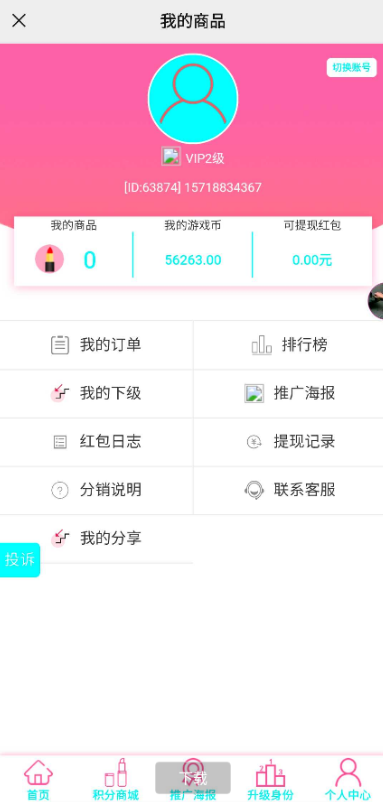 我的商品
切换账号
VIP2级
[ID:63874] 15718834367
我的商品 我的游戏币 可提现红包
0 56263.00 0.00元
我的订单 排行榜
我的下级 推广海报
红包日志 提现记录
分销说明 联系客服
我的分享
投诉
下载
首页 积分商城 推广海报 升级身份 个人中心